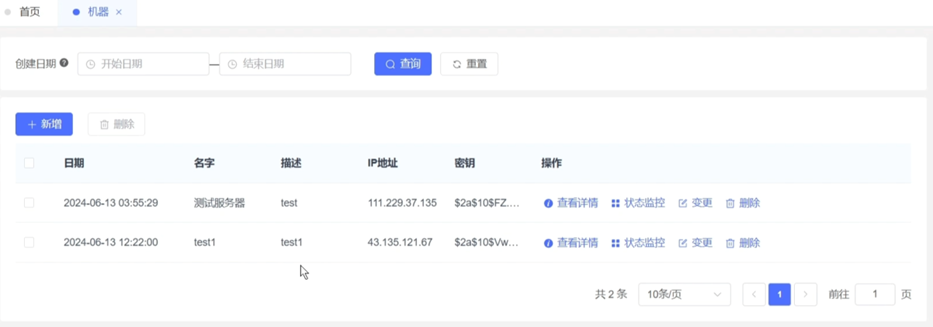 首页 机器 ×
创建日期 ? 开始日期 — 结束日期 查询 重置
+ 新增 删除
日期 名字 描述 IP地址 密钥 操作
2024-06-13 03:55:29 测试服务器 test 111.229.37.135 $2a$10$FZ.... 查看详情 状态监控 变更 删除
2024-06-13 12:22:00 test1 test1 43.135.121.67 $2a$10$Vw... 查看详情 状态监控 变更 删除
共 2 条 10条/页 < 1 > 前往 1 页